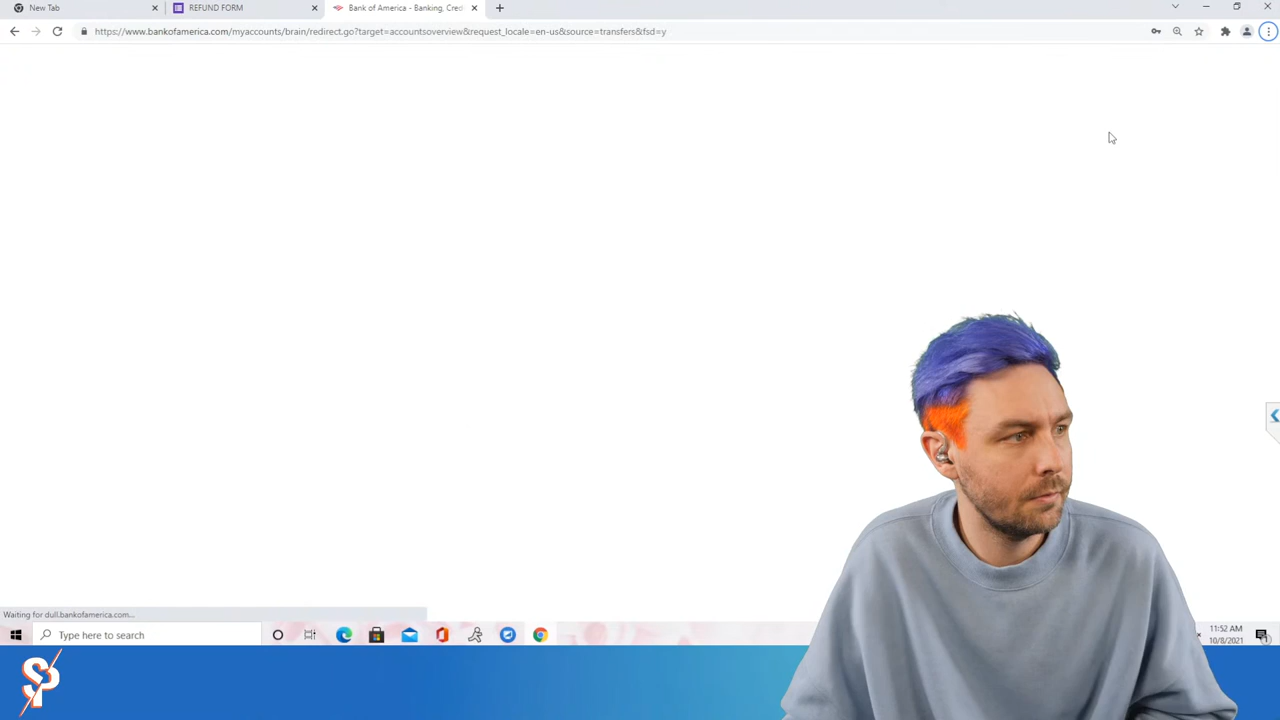 New Tab
REFUND FORM
Bank of America - Banking, Cred
https://www.bankofamerica.com/myaccounts/brain/redirect.go?target=accountsoverview&request_locale=en-us&source=transfers&fsd=y
Waiting for dull.bankofamerica.com...
Type here to search
11:52 AM
10/8/2021
SP